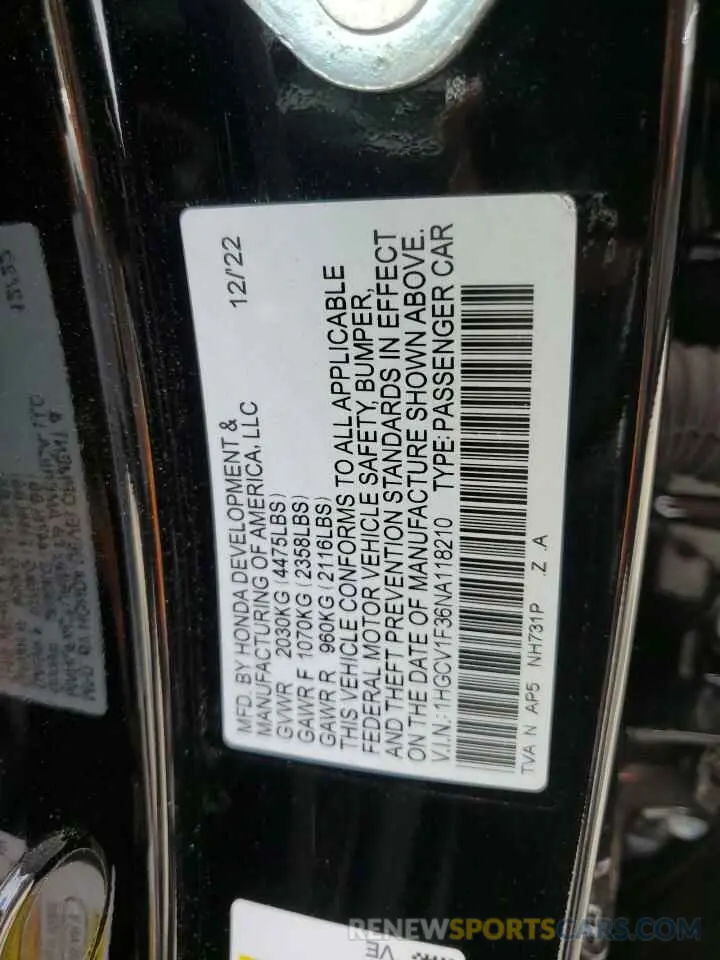 MFD. BY HONDA DEVELOPMENT & 12/'22
MANUFACTURING OF AMERICA, LLC
GVWR 2030KG (4475LBS)
GAWR F 1070KG (2358LBS)
GAWR R 960KG (2116LBS)
THIS VEHICLE CONFORMS TO ALL APPLICABLE
FEDERAL MOTOR VEHICLE SAFETY, BUMPER,
AND THEFT PREVENTION STANDARDS IN EFFECT
ON THE DATE OF MANUFACTURE SHOWN ABOVE.
V.I.N.: 1HGCV1F36NA118210 TYPE: PASSENGER CAR
TVA N AP5 NH731P .Z .A
VE
RENEWSPORTSCARS.COM